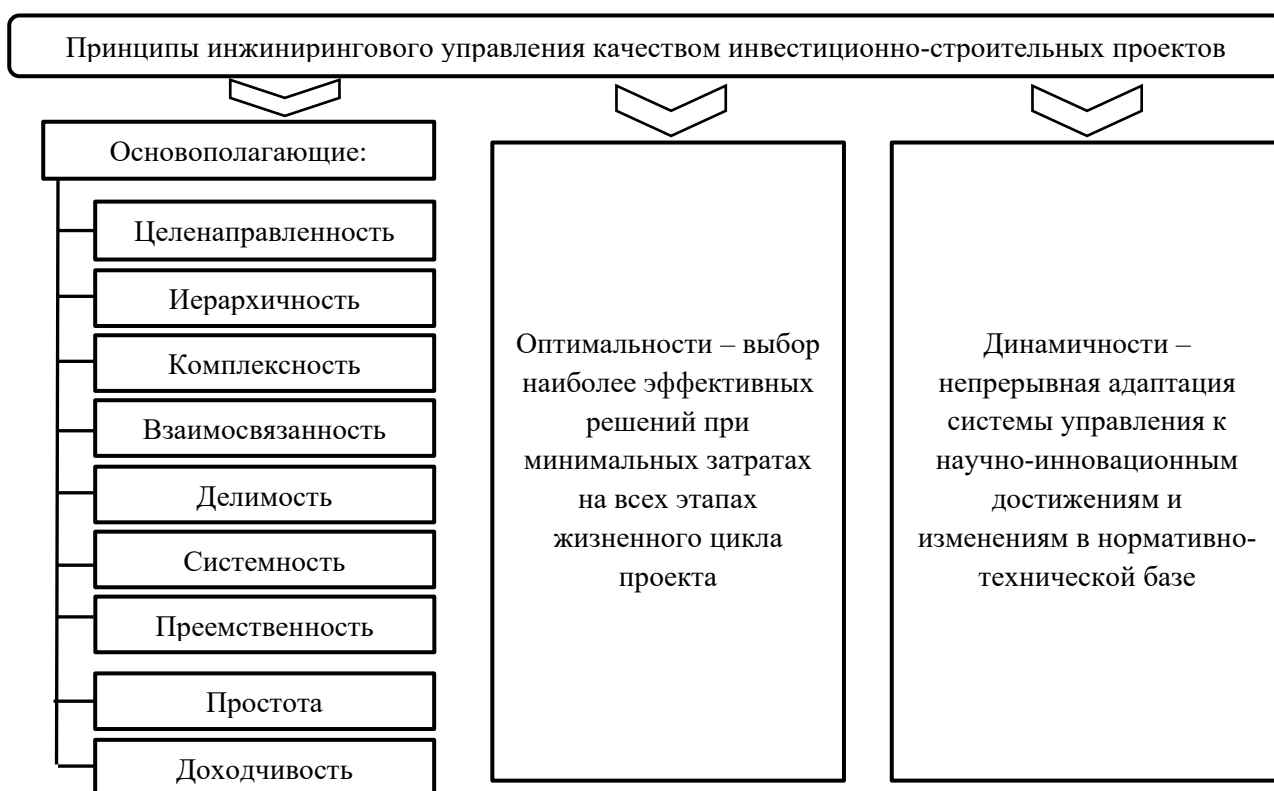 Принципы инжинирингового управления качеством инвестиционно-строительных проектов
Основополагающие:
Целенаправленность
Иерархичность
Комплексность
Взаимосвязанность
Делимость
Системность
Преемственность
Простота
Доходчивость
Оптимальности – выбор
наиболее эффективных
решений при
минимальных затратах
на всех этапах
жизненного цикла
проекта
Динамичности –
непрерывная адаптация
системы управления к
научно-инновационным
достижениям и
изменениям в нормативно-
технической базе